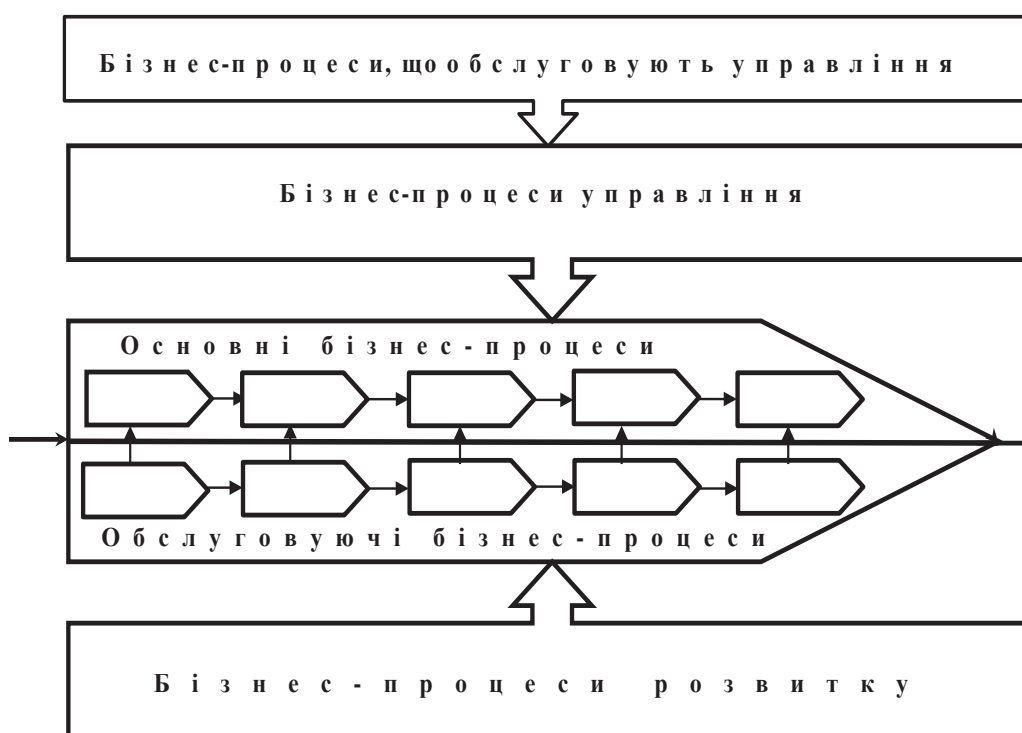 Бізнес-процеси, що обслуговують управління
Бізнес-процеси управління
Основні бізнес-процеси
Обслуговуючі бізнес-процеси
Бізнес-процеси розвитку